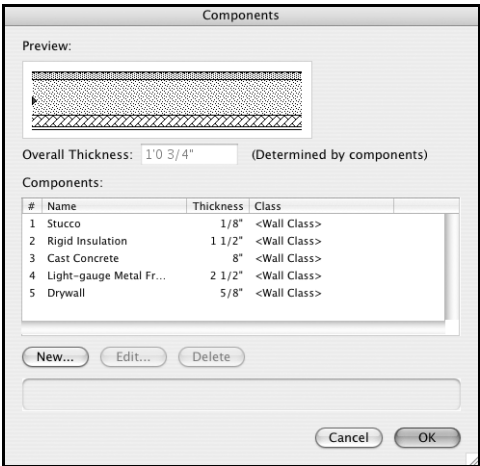 Components
Preview:
Overall Thickness: 1'0 3/4" (Determined by components)
Components:
# Name Thickness Class
1 Stucco 1/8" <Wall Class>
2 Rigid Insulation 1 1/2" <Wall Class>
3 Cast Concrete 8" <Wall Class>
4 Light-gauge Metal Fr... 2 1/2" <Wall Class>
5 Drywall 5/8" <Wall Class>
New... Edit... Delete
Cancel OK